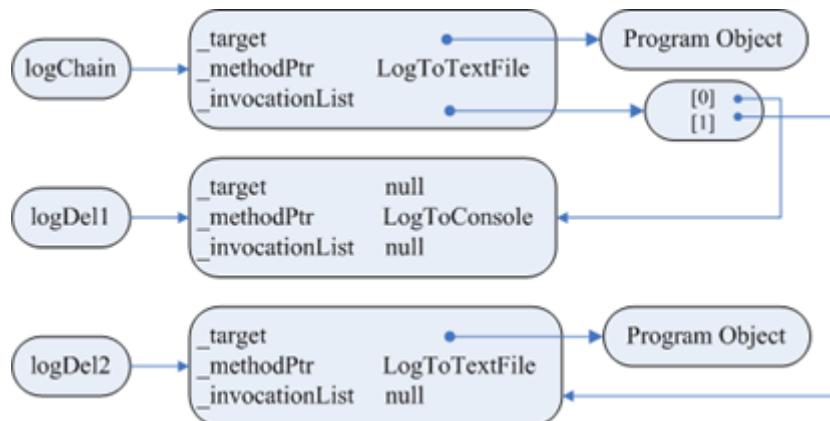 _target
Program Object
logChain
_methodPtr LogToTextFile
_invocationList
[0]
[1]
_target null
logDel1
_methodPtr LogToConsole
_invocationList null
_target
Program Object
logDel2
_methodPtr LogToTextFile
_invocationList null